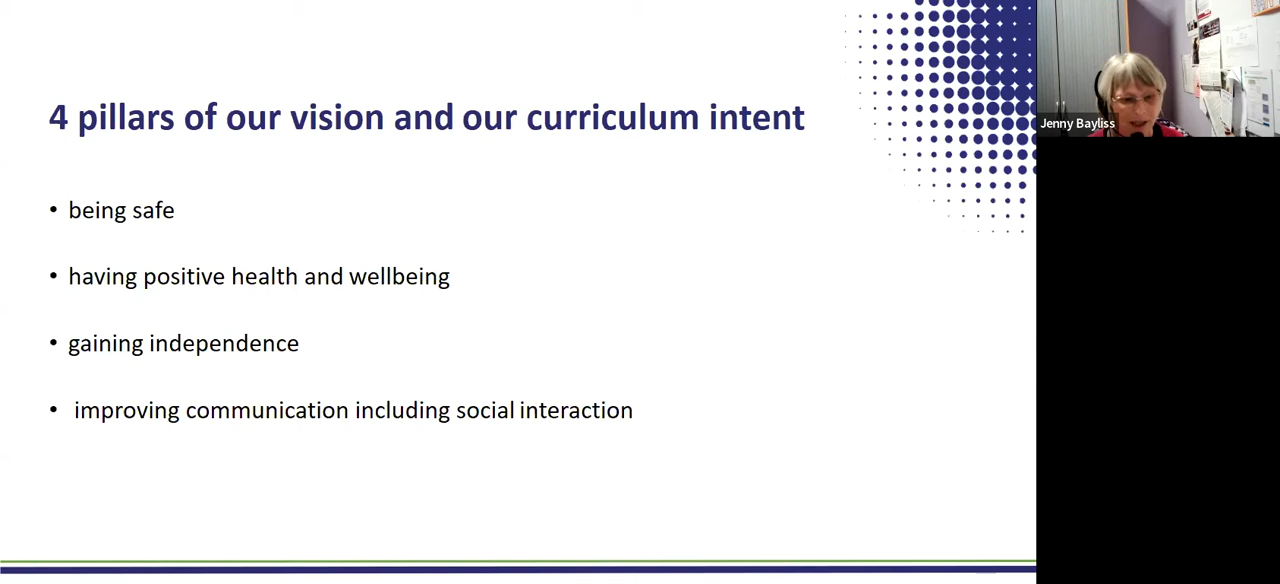 4 pillars of our vision and our curriculum intent
• being safe
• having positive health and wellbeing
• gaining independence
• improving communication including social interaction
Jenny Bayliss